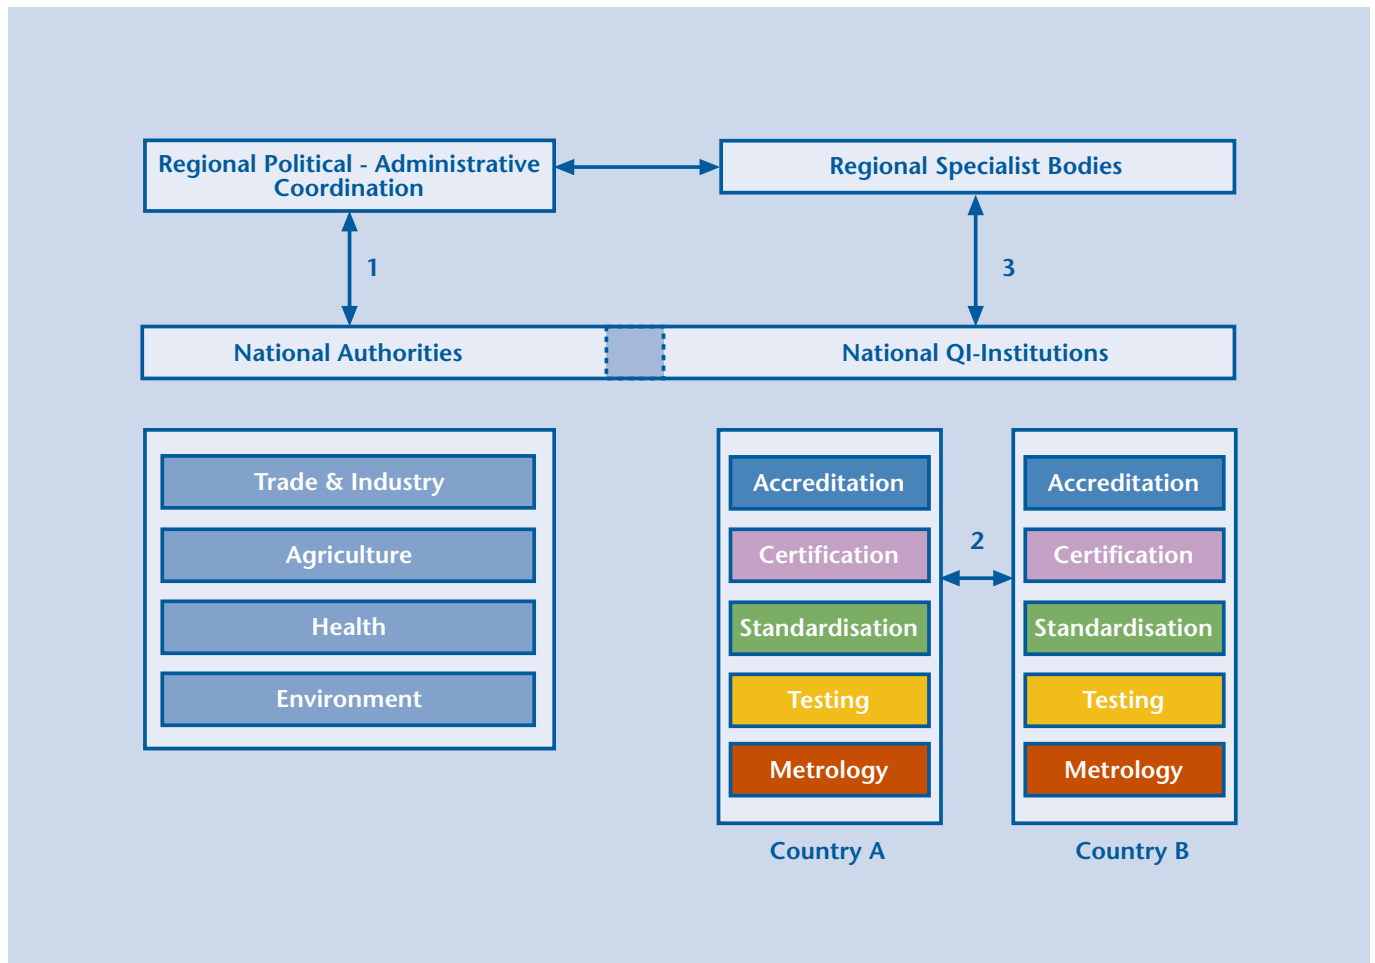 Regional Political - Administrative
Coordination
Regional Specialist Bodies
1
3
National Authorities
National QI-Institutions
Trade & Industry
Agriculture
Health
Environment
Accreditation
Certification
Standardisation
Testing
Metrology
Country A
2
Accreditation
Certification
Standardisation
Testing
Metrology
Country B